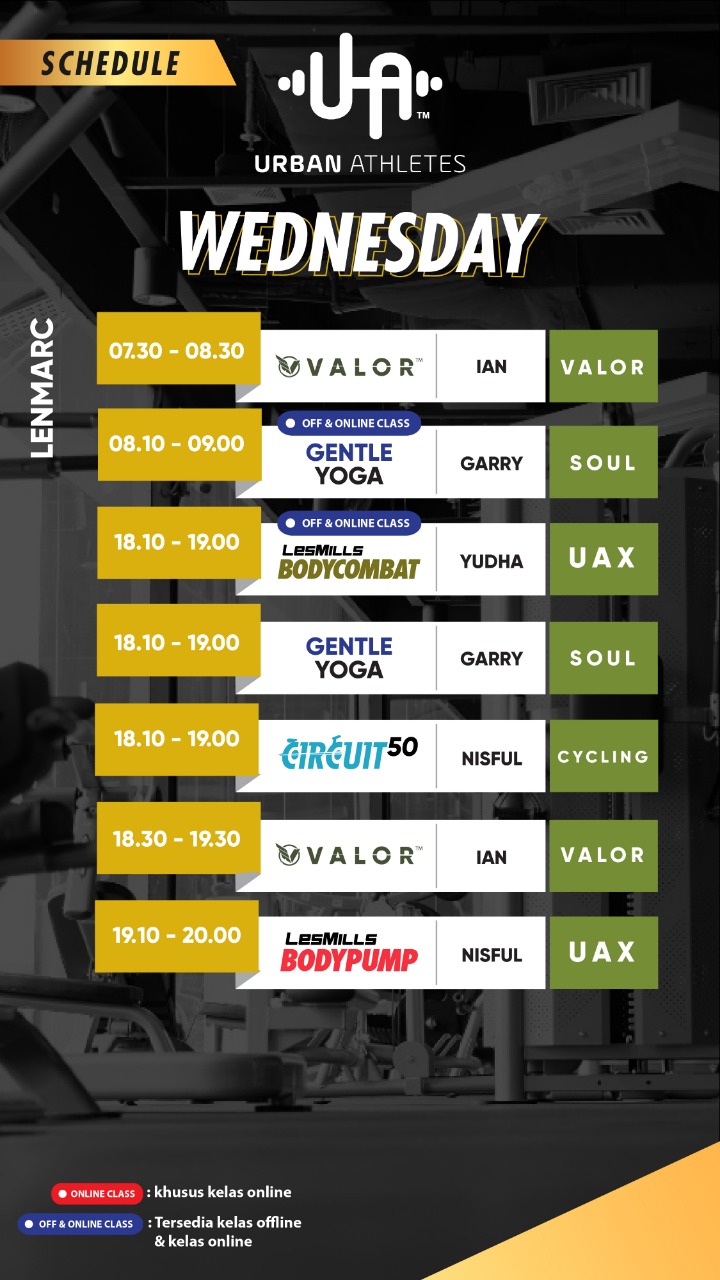 SCHEDULE
UA™
URBAN ATHLETES
WEDNESDAY
LENMARC
07.30 - 08.30
VALOR™
IAN
VALOR
08.10 - 09.00
OFF & ONLINE CLASS
GENTLE
YOGA
GARRY
SOUL
18.10 - 19.00
OFF & ONLINE CLASS
LesMILLS
BODYCOMBAT
YUDHA
UAX
18.10 - 19.00
GENTLE
YOGA
GARRY
SOUL
18.10 - 19.00
CIRCUIT50
NISFUL
CYCLING
18.30 - 19.30
VALOR™
IAN
VALOR
19.10 - 20.00
LesMILLS
BODYPUMP
NISFUL
UAX
ONLINE CLASS : khusus kelas online
OFF & ONLINE CLASS : Tersedia kelas offline
& kelas online